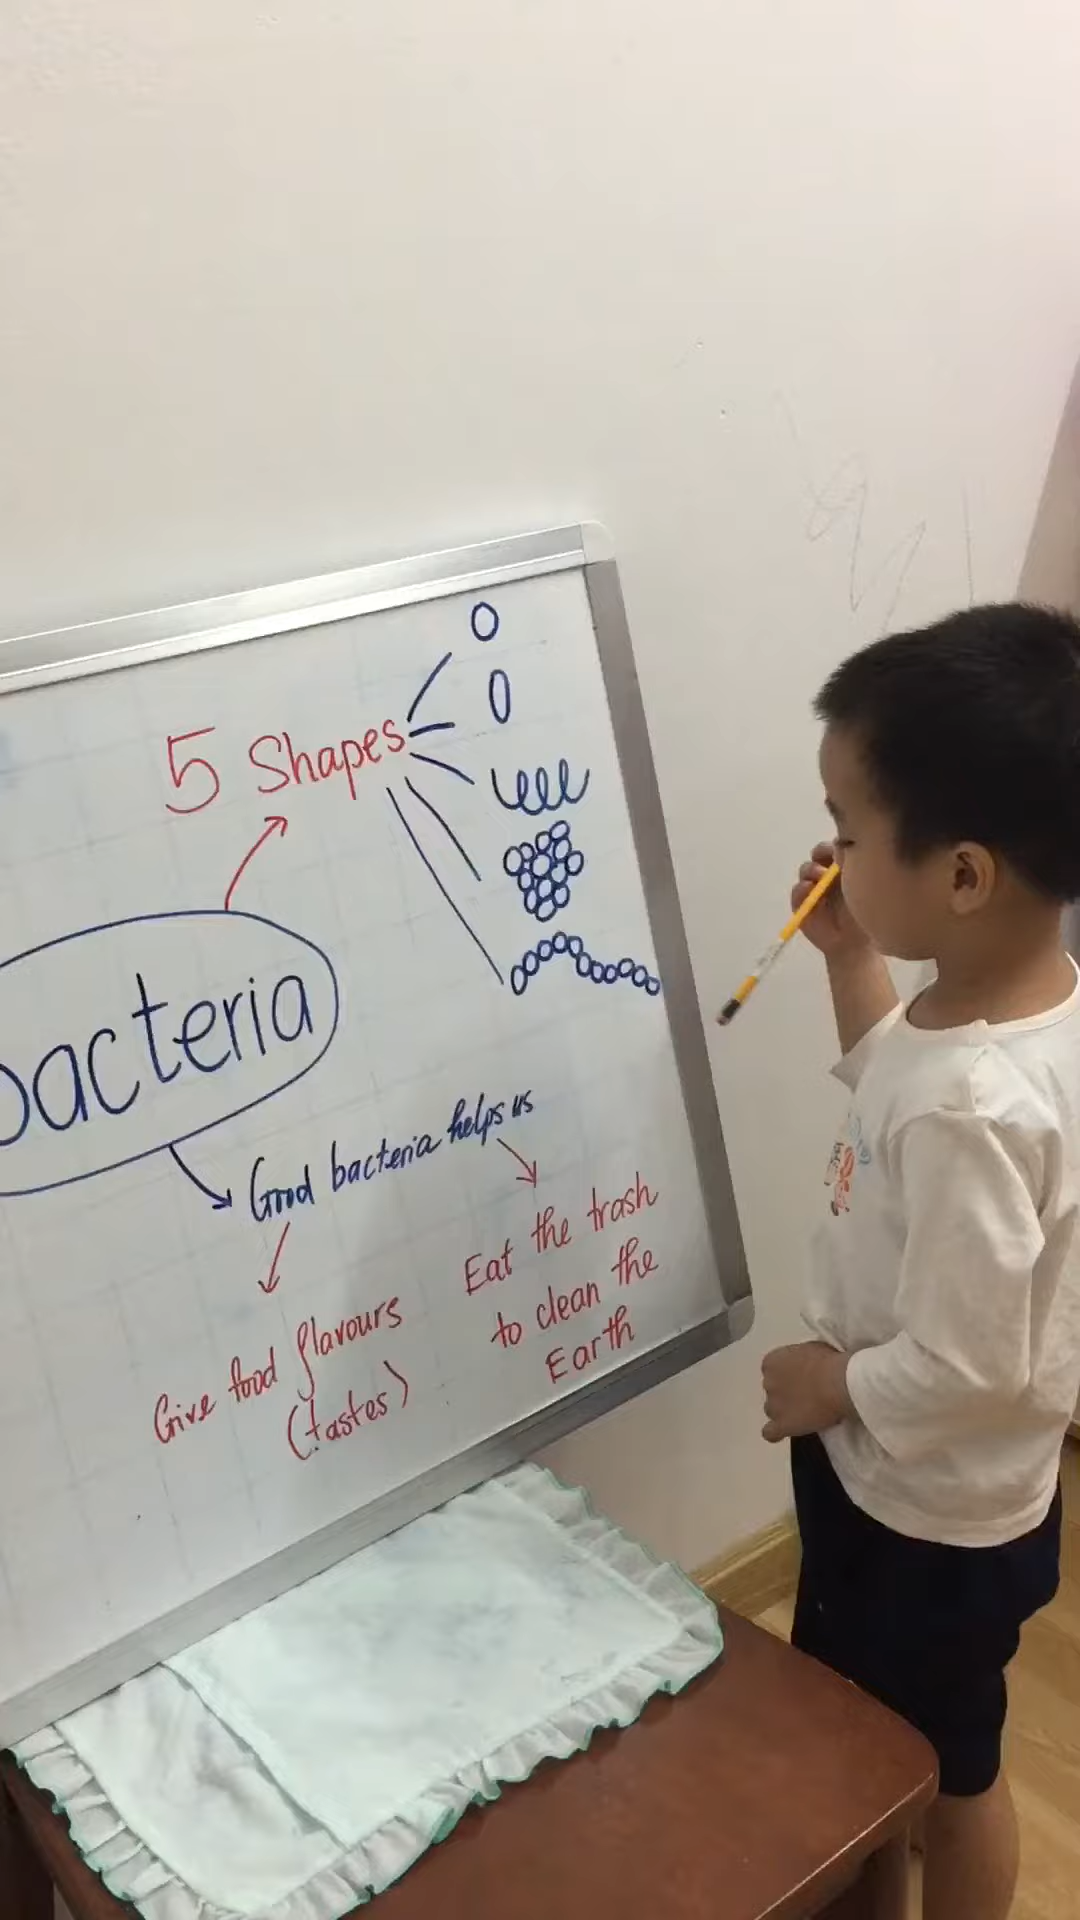 5 Shapes
bacteria
Good bacteria helps us
Eat the trash
to clean the
Earth
Give food flavours
(tastes)